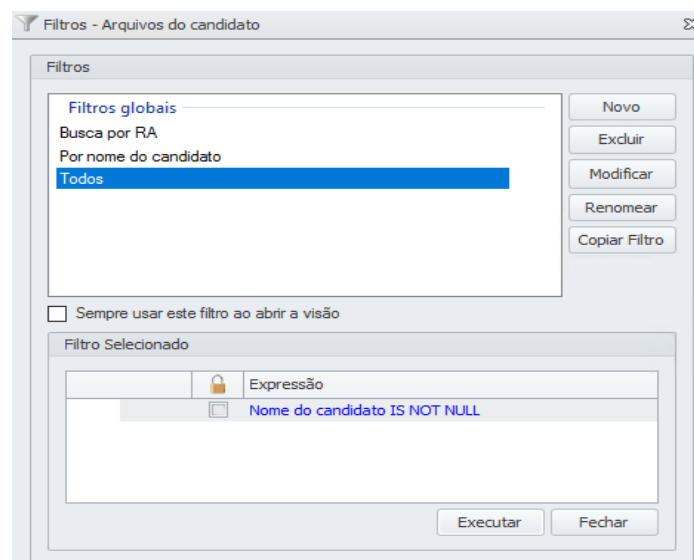 Filtros - Arquivos do candidato
Filtros
Filtros globais
Busca por RA
Por nome do candidato
Todos
Novo
Excluir
Modificar
Renomear
Copiar Filtro
Sempre usar este filtro ao abrir a visão
Filtro Selecionado
Expressão
Nome do candidato IS NOT NULL
Executar
Fechar